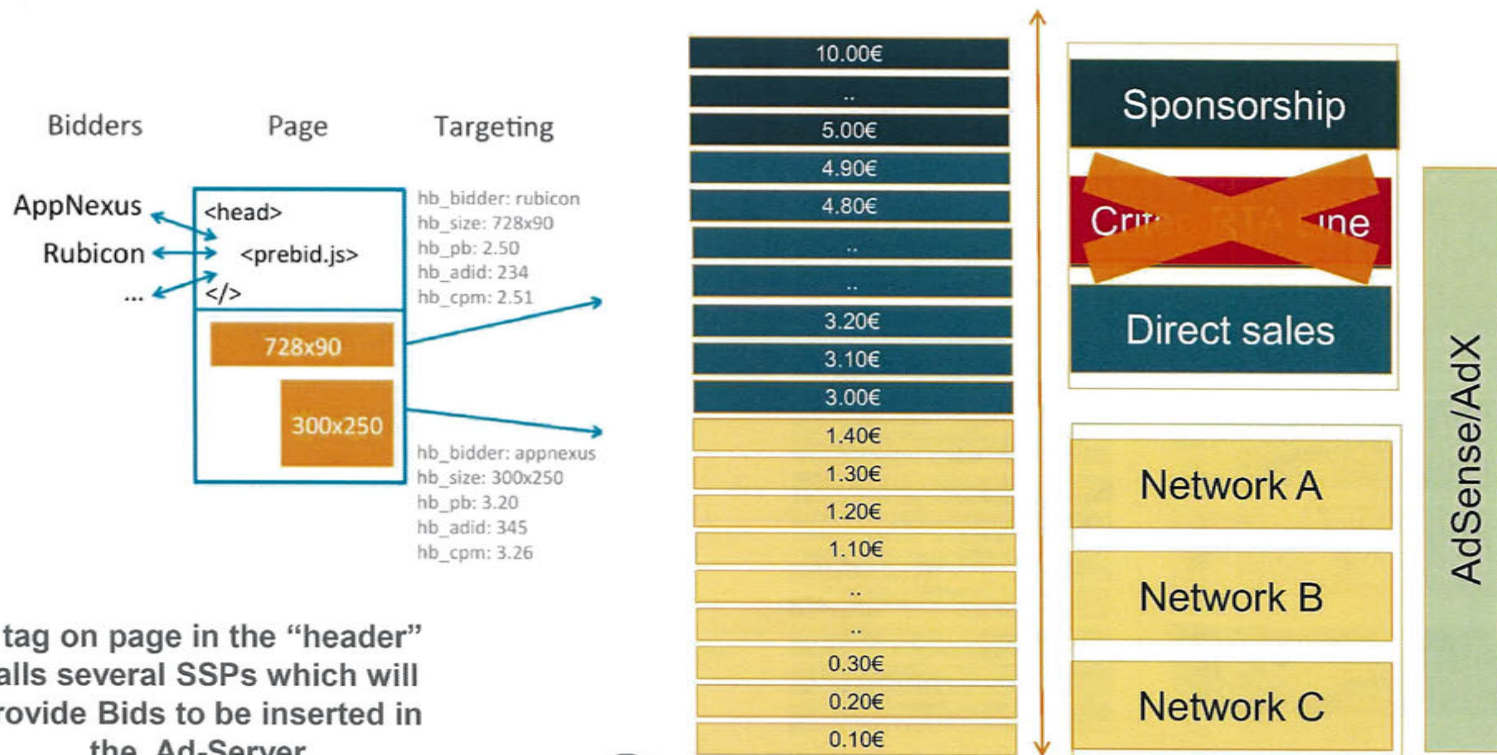 Bidders
Page
Targeting
AppNexus
Rubicon
...
<head>
<prebid.js>
</>
728x90
300x250
hb_bidder: rubicon
hb_size: 728x90
hb_pb: 2.50
hb_adid: 234
hb_cpm: 2.51
hb_bidder: appnexus
hb_size: 300x250
hb_pb: 3.20
hb_adid: 345
hb_cpm: 3.26
tag on page in the “header”
alls several SSPs which will
rovide Bids to be inserted in
the Ad-Server
10.00€
..
5.00€
4.90€
4.80€
..
..
3.20€
3.10€
3.00€
1.40€
1.30€
1.20€
1.10€
..
..
0.30€
0.20€
0.10€
Sponsorship
RTA
Direct sales
Network A
Network B
Network C
AdSense/AdX